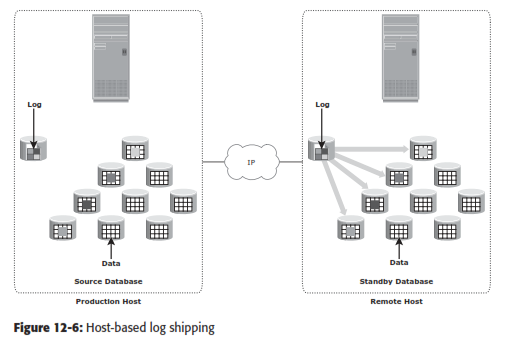 Log
Log
IP
Data
Data
Source Database
Standby Database
Production Host
Remote Host
Figure 12-6: Host-based log shipping